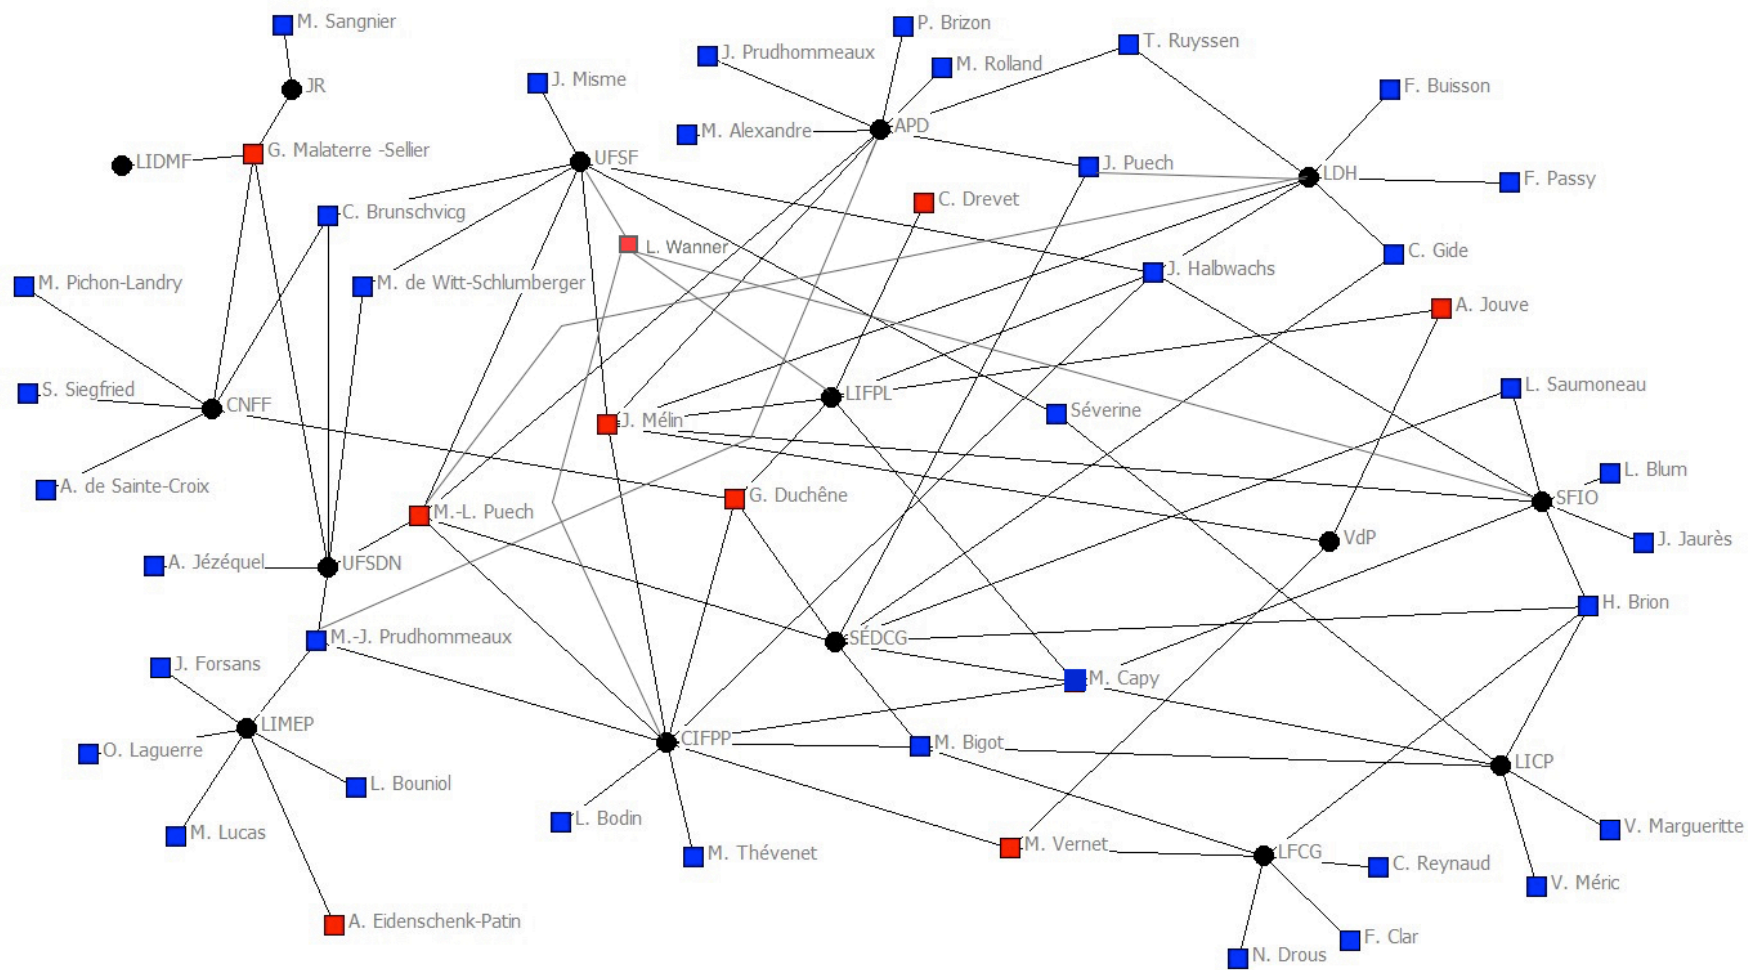 M. Sangnier
P. Brizon
T. Ruyssen
J. Prudhommeaux
M. Rolland
J. Misme
JR
F. Buisson
M. Alexandre
APD
G. Malaterre -Sellier
LIDMF
UFSF
J. Puech
LDH
F. Passy
C. Drevet
C. Brunschvicg
L. Wanner
C. Gide
J. Halbwachs
M. Pichon-Landry
M. de Witt-Schlumberger
A. Jouve
S. Siegfried
LIFPL
L. Saumoneau
CNFF
J. Mélin
Séverine
L. Blum
A. de Sainte-Croix
G. Duchêne
SFIO
M.-L. Puech
VdP
J. Jaurès
A. Jézéquel
UFSDN
H. Brion
M.-J. Prudhommeaux
SÉDCG
J. Forsans
M. Capy
LIMEP
CIFPP
M. Bigot
O. Laguerre
LICP
L. Bouniol
L. Bodin
V. Margueritte
M. Lucas
M. Vernet
M. Thévenet
LFCG
C. Reynaud
V. Méric
A. Eidenschenk-Patin
F. Clar
N. Drous